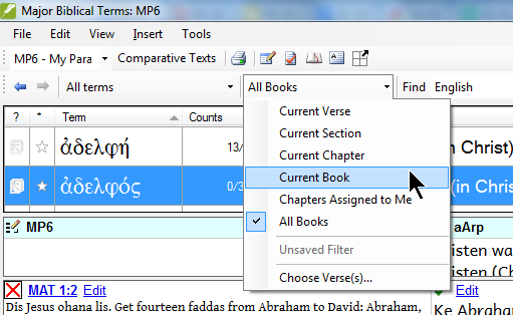 Major Biblical Terms: MP6
File Edit View Insert Tools
MP6 - My Para Comparative Texts
All terms All Books Find English
? * Term Counts
ἀδελφή 13/ n Christ)
ἀδελφός 0/3 (in Chris
Current Verse
Current Section
Current Chapter
Current Book
Chapters Assigned to Me
All Books
Unsaved Filter
Choose Verse(s)...
MP6 aArp
isten wa
isten (Ch
MAT 1:2 Edit Edit
Dis Jesus ohana lis. Get fourteen faddas from Abraham to David: Abraham, Ke Abraham